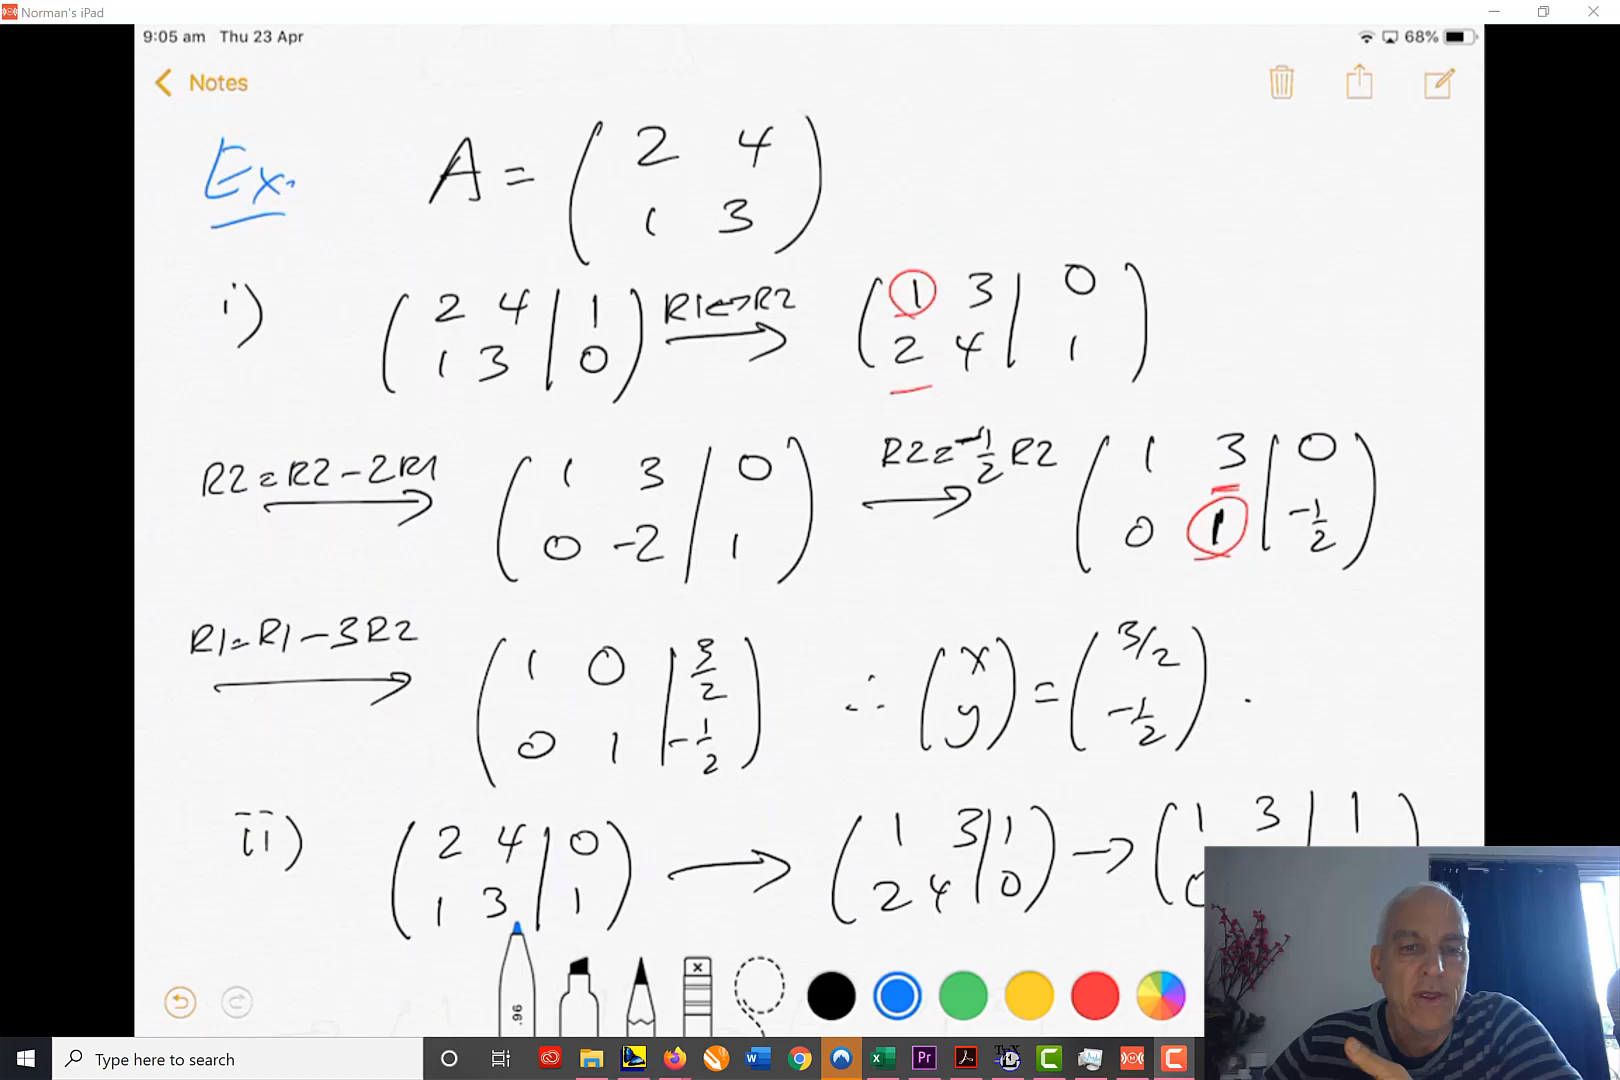 Norman's iPad
9:05 am Thu 23 Apr
68%
Notes
Ex. A = ( 2 4
1 3 )
i) ( 2 4 | 1
1 3 | 0 ) R1<->R2 ( 1 3 | 0
2 4 | 1 )
R2=R2-2R1 ( 1 3 | 0
0 -2 | 1 ) R2=-1/2 R2 ( 1 3 | 0
0 1 | -1/2 )
R1=R1-3R2 ( 1 0 | 3/2
0 1 | -1/2 ) ∴ ( x
y ) = ( 3/2
-1/2 ) .
ii) ( 2 4 | 0
1 3 | 1 ) → ( 1 3 | 1
2 4 | 0 ) → ( 1 3 | 1
0
.96
Type here to search